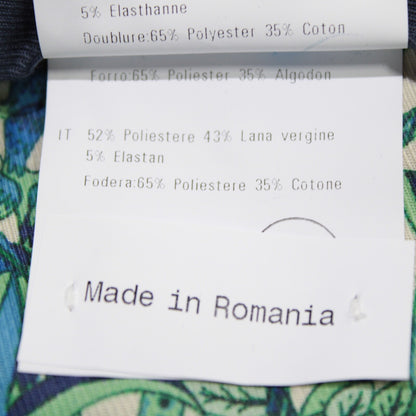 5% Elasthanne
Doublure:65% Polyester 35% Coton
Forro:65% Poliester 35% Algodon
IT 52% Poliestere 43% Lana vergine
5% Elastan
Fodera:65% Poliestere 35% Cotone
Made in Romania